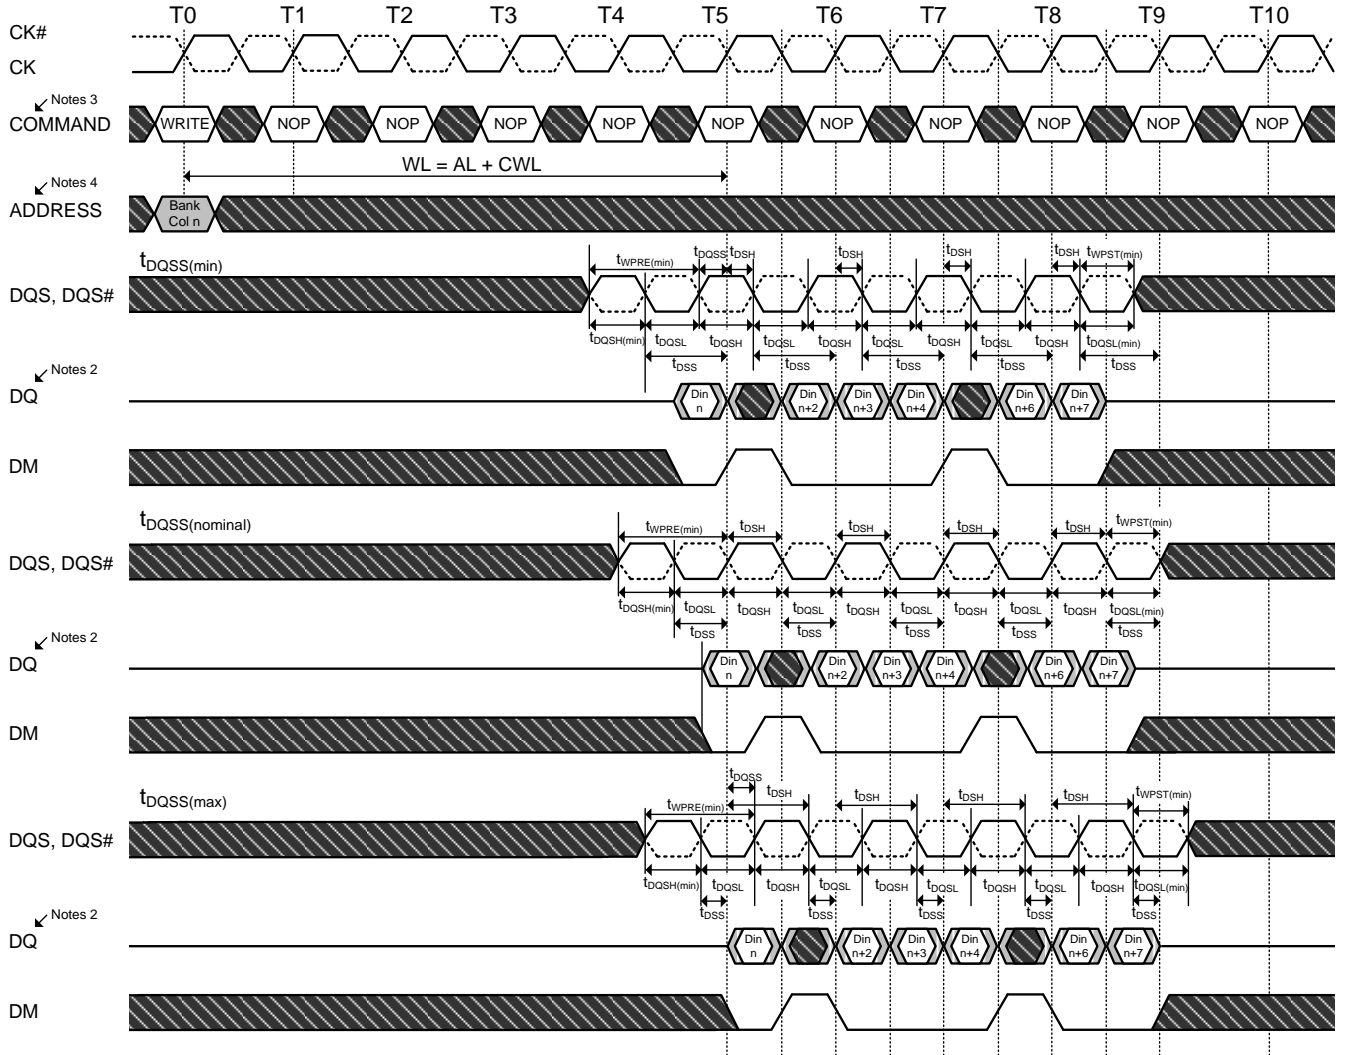 T0 T1 T2 T3 T4 T5 T6 T7 T8 T9 T10
CK#
CK
Notes 3
COMMAND WRITE NOP NOP NOP NOP NOP NOP NOP NOP NOP NOP
WL = AL + CWL
Notes 4
ADDRESS Bank
Col n
tDQSS(min) tWPRE(min) tDQSS tDSH tDSH tDSH tDSH tWPST(min)
DQS, DQS#
tDQSH(min) tDQSL tDQSH tDQSL tDQSH tDQSL tDQSH tDQSL tDQSH tDQSL(min)
tDSS tDSS tDSS tDSS tDSS
Notes 2
DQ Din n Din n+2 Din n+3 Din n+4 Din n+6 Din n+7
DM
tDQSS(nominal) tWPRE(min) tDSH tDSH tDSH tDSH tWPST(min)
DQS, DQS#
tDQSH(min) tDQSL tDQSH tDQSL tDQSH tDQSL tDQSH tDQSL tDQSH tDQSL(min)
tDSS tDSS tDSS tDSS tDSS
Notes 2
DQ Din n Din n+2 Din n+3 Din n+4 Din n+6 Din n+7
DM
tDQSS
tDQSS(max) tWPRE(min) tDSH tDSH tDSH tDSH tWPST(min)
DQS, DQS#
tDQSH(min) tDQSL tDQSH tDQSL tDQSH tDQSL tDQSH tDQSL tDQSH tDQSL(min)
tDSS tDSS tDSS tDSS tDSS
Notes 2
DQ Din n Din n+2 Din n+3 Din n+4 Din n+6 Din n+7
DM